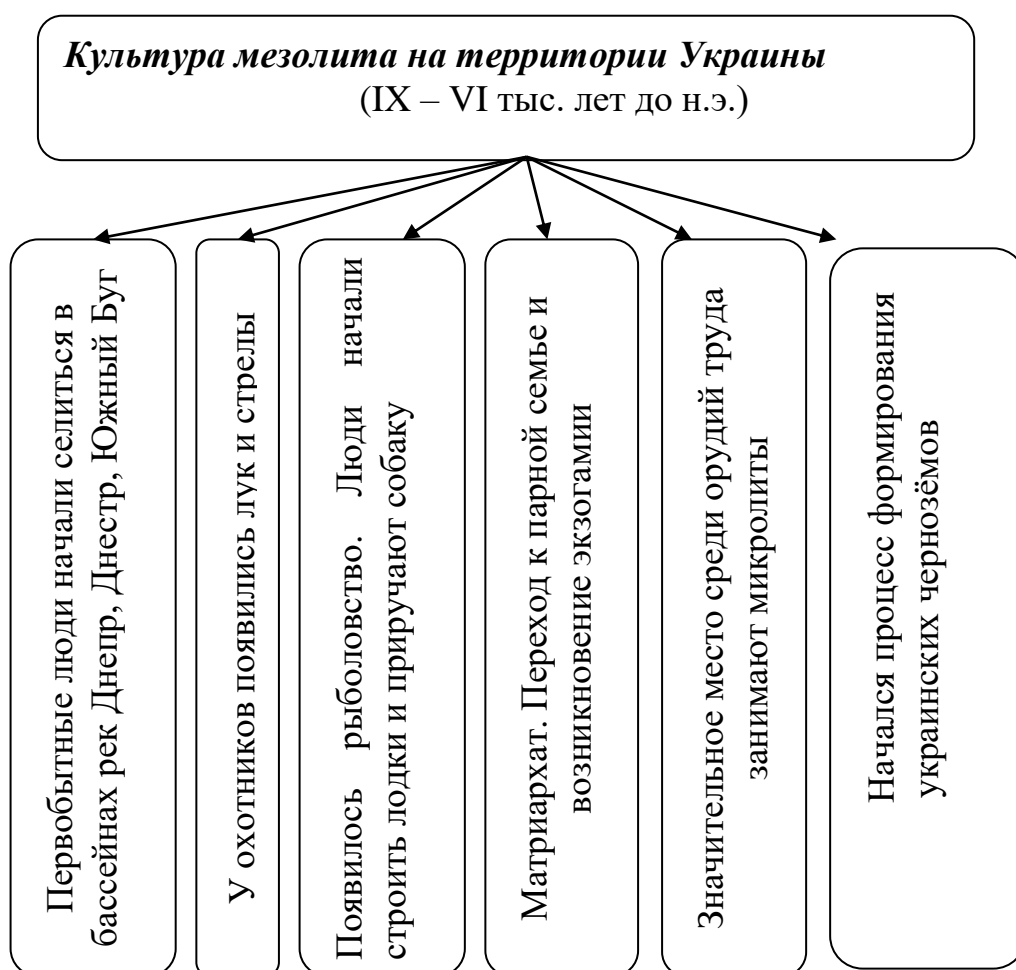 Культура мезолита на территории Украины
(IX – VI тыс. лет до н.э.)
Первобытные люди начали селиться в
бассейнах рек Днепр, Днестр, Южный Буг
У охотников появились лук и стрелы
Появилось рыболовство. Люди начали
строить лодки и приручают собаку
Матриархат. Переход к парной семье и
возникновение экзогамии
Значительное место среди орудий труда
занимают микролиты
Начался процесс формирования
украинских чернозёмов